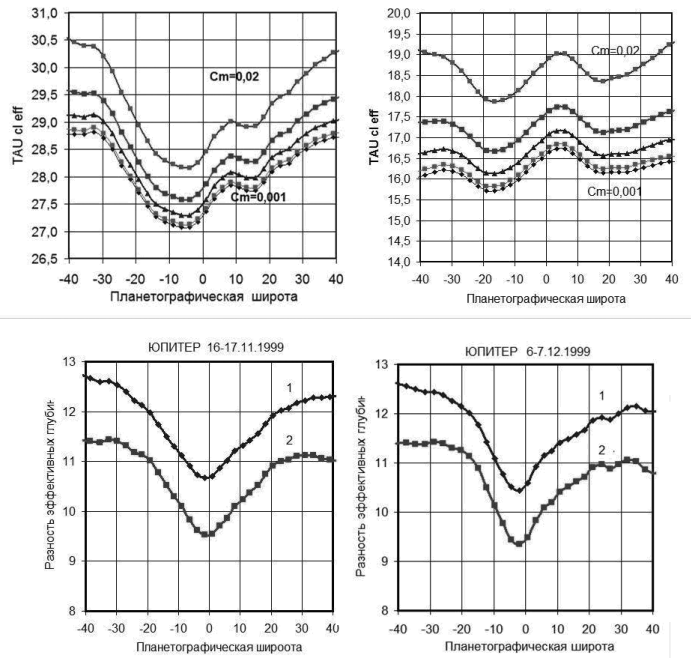 31,0
30,5
30,0
29,5
29,0
28,5
28,0
27,5
27,0
26,5
TAU cl eff
Cm=0,02
Cm=0,001
-40 -30 -20 -10 0 10 20 30 40
Планетографическая широта
20,0
19,5
19,0
18,5
18,0
17,5
17,0
16,5
16,0
15,5
15,0
14,5
14,0
TAU cl eff
Cm=0,02
Cm=0,001
-40 -30 -20 -10 0 10 20 30 40
Планетографическая широта
ЮПИТЕР 16-17.11.1999
13
12
11
10
9
8
Разность эффективных глубин
1
2
-40 -30 -20 -10 0 10 20 30 40
Планетографическая широота
ЮПИТЕР 6-7.12.1999
13
12
11
10
9
8
Разность эффективных глубин
1
2
-40 -30 -20 -10 0 10 20 30 40
Планетографическая широота